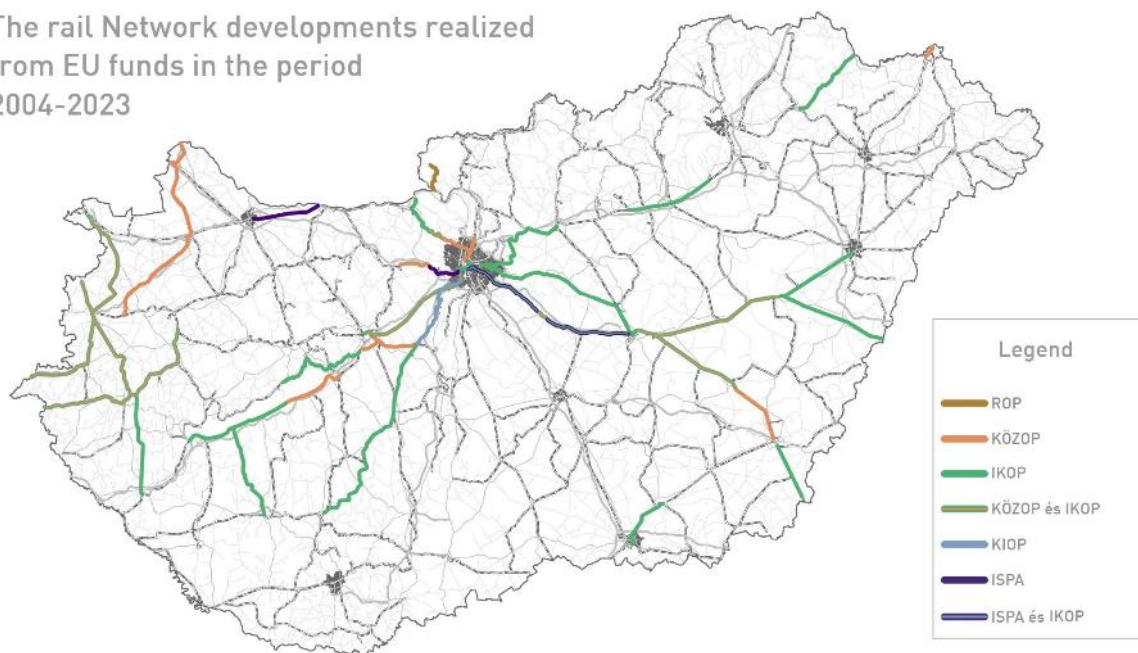 The rail Network developments realized
from EU funds in the period
2004-2023
Legend
ROP
KÖZOP
IKOP
KÖZOP és IKOP
KIOP
ISPA
ISPA és IKOP